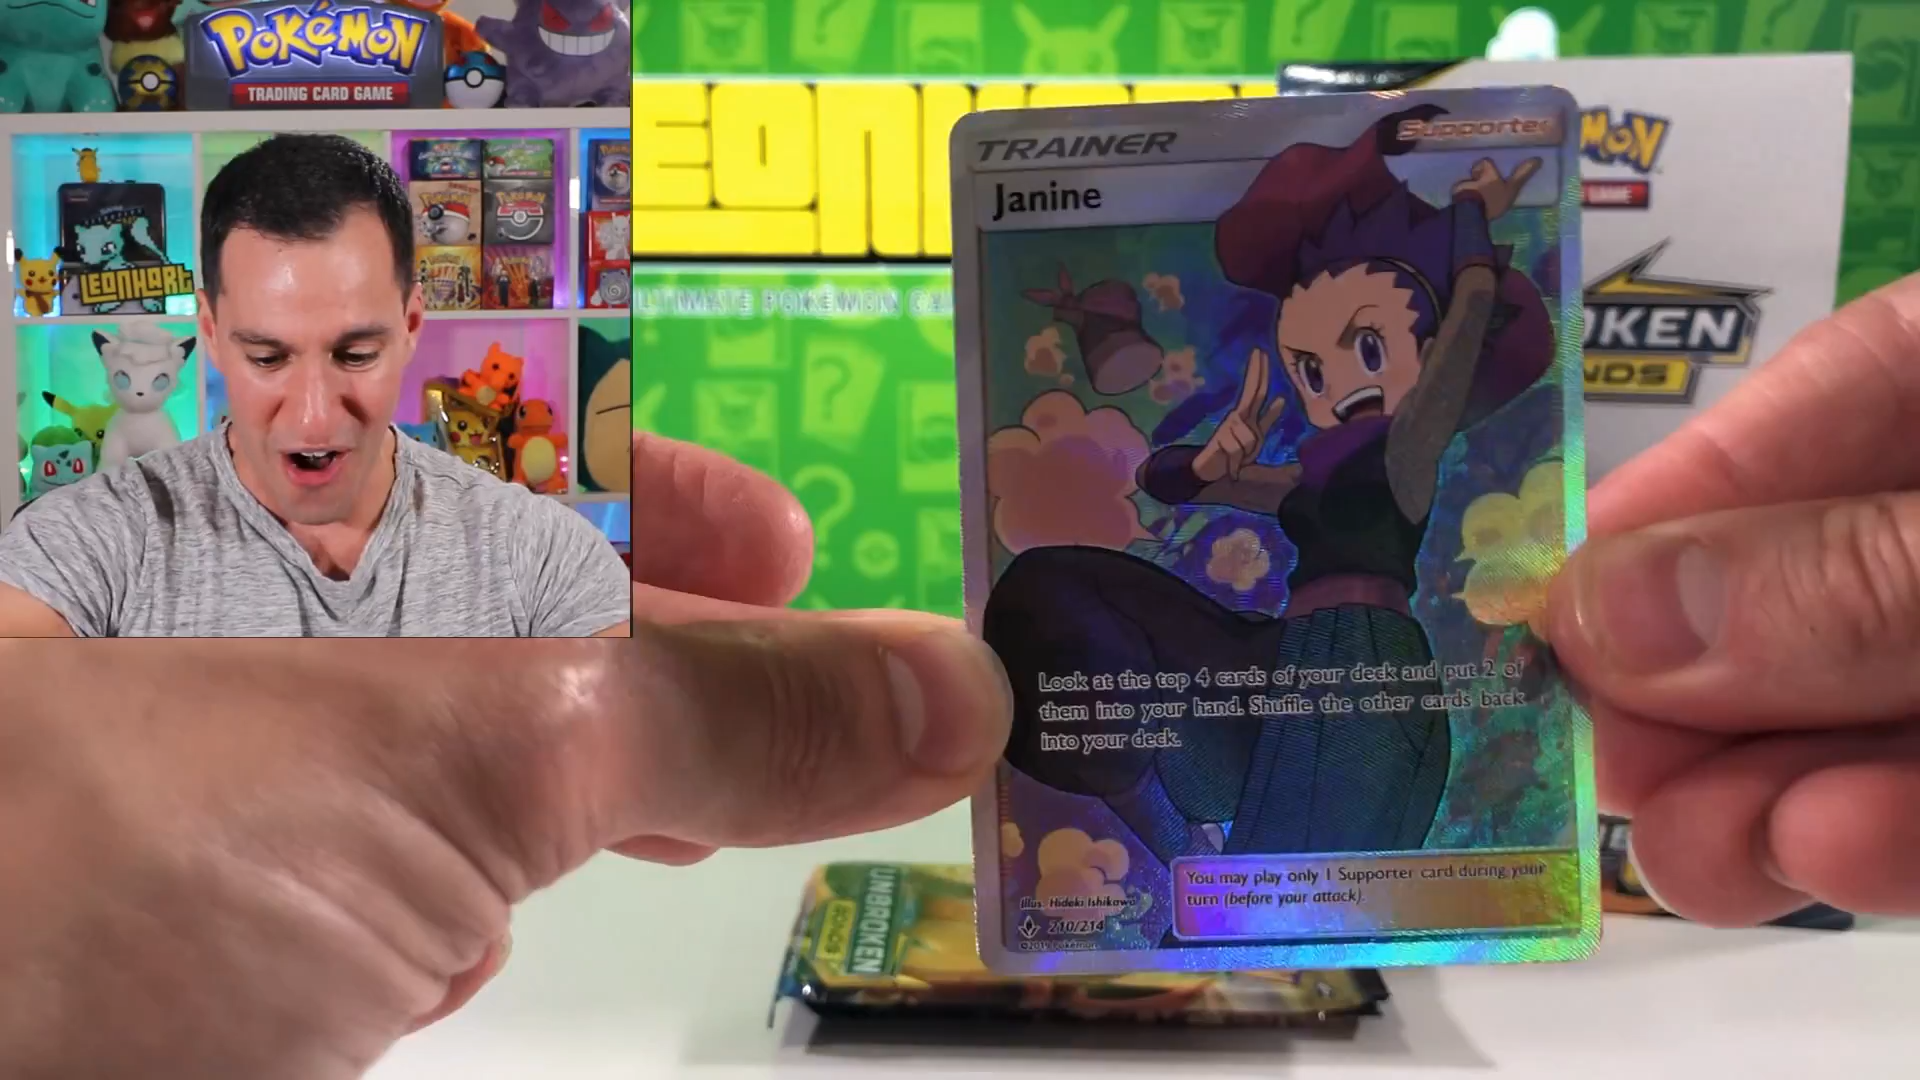 POKÉMON
TRADING CARD GAME
LEONHART
TRAINER
Supporter
Janine
Look at the top 4 cards of your deck and put 2 of
them into your hand. Shuffle the other cards back
into your deck.
You may play only 1 Supporter card during your
turn (before your attack).
Illus. Hideki Ishikawa
210/214
©2019 Pokémon
UNBROKEN
BONDS